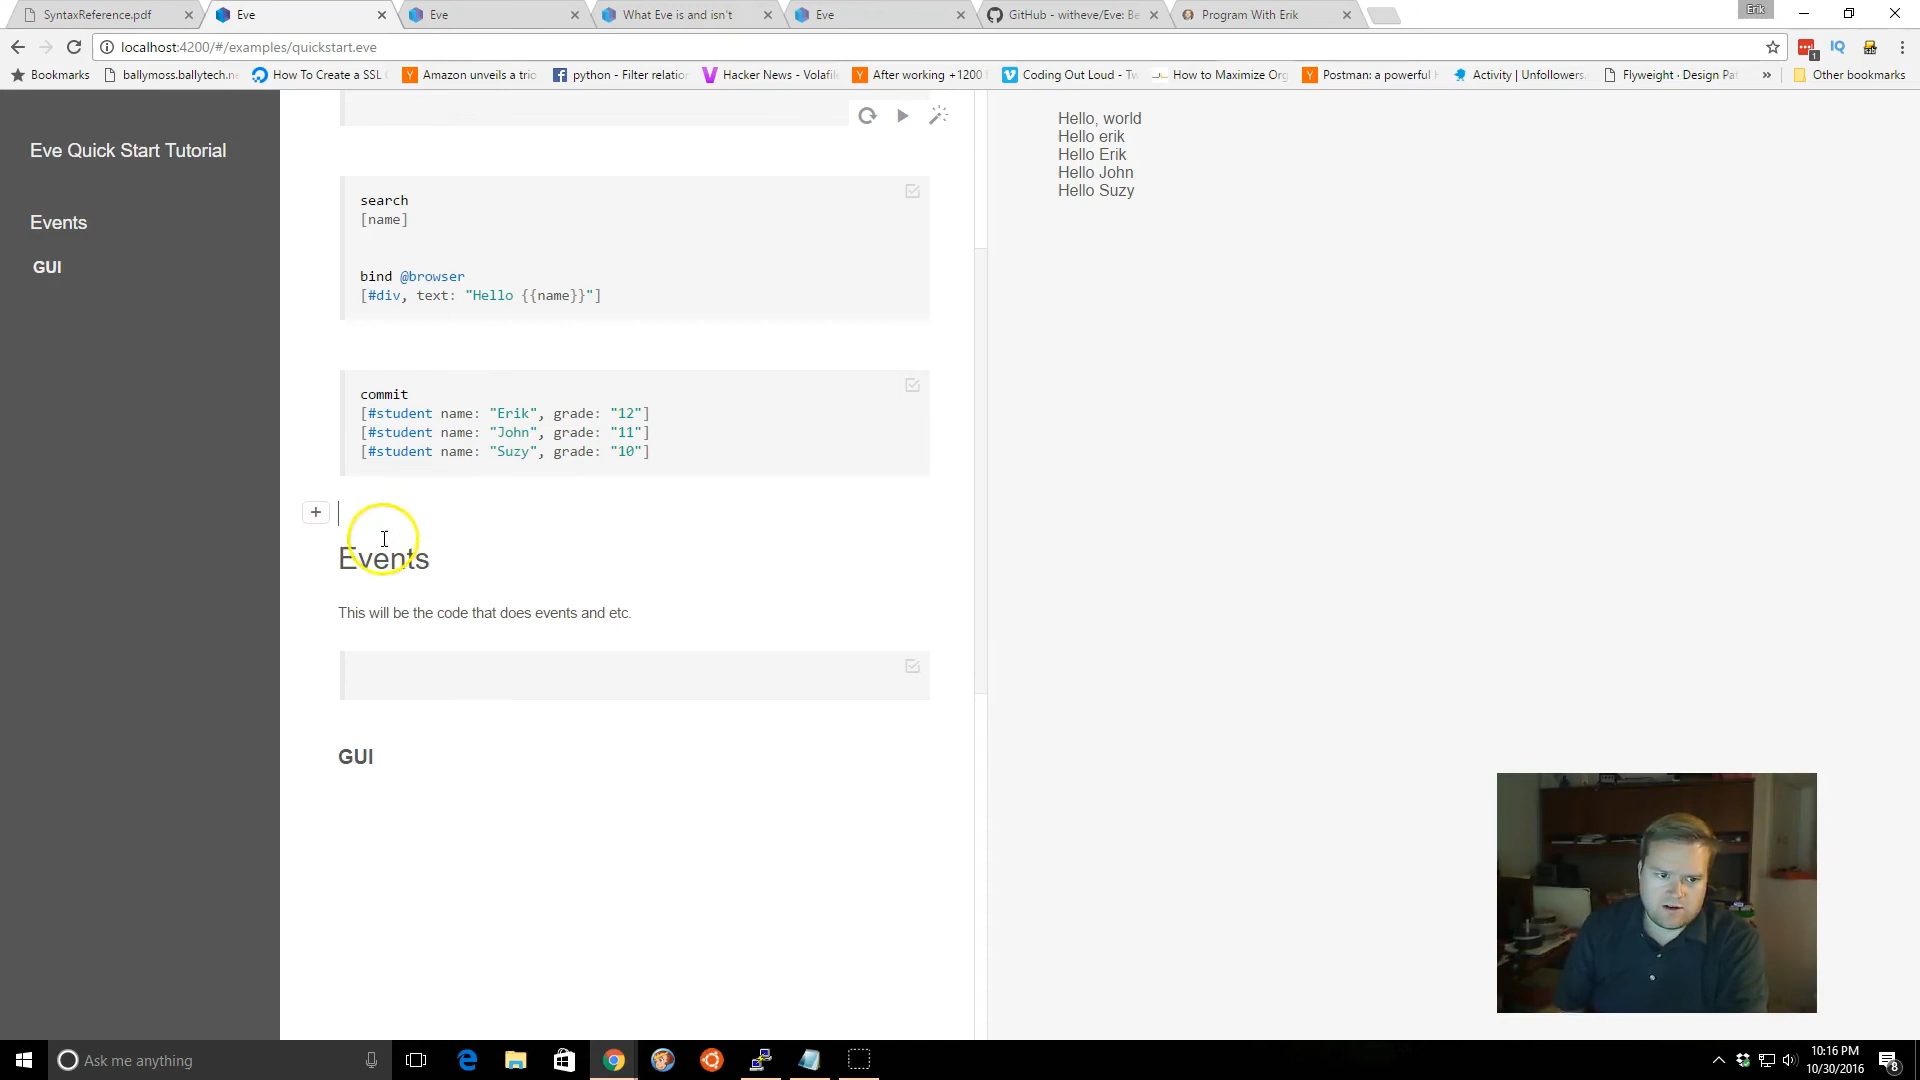 SyntaxReference.pdf
Eve
Eve
What Eve is and isn't
Eve
GitHub - witheve/Eve: Be
Program With Erik
Erik
localhost:4200/#/examples/quickstart.eve
1
IQ
Bookmarks
ballymoss.ballytech.ne
How To Create a SSL
Amazon unveils a tric
python - Filter relatio
Hacker News - Volafile
After working +1200
Coding Out Loud - Tw
How to Maximize Org
Postman: a powerful
Activity | Unfollowers.
Flyweight · Design Pat
»
Other bookmarks
Eve Quick Start Tutorial
Events
GUI
search
[name]
bind @browser
[#div, text: "Hello {{name}}"]
commit
[#student name: "Erik", grade: "12"]
[#student name: "John", grade: "11"]
[#student name: "Suzy", grade: "10"]
+
Events
This will be the code that does events and etc.
GUI
Hello, world
Hello erik
Hello Erik
Hello John
Hello Suzy
Ask me anything
10:16 PM
10/30/2016
8